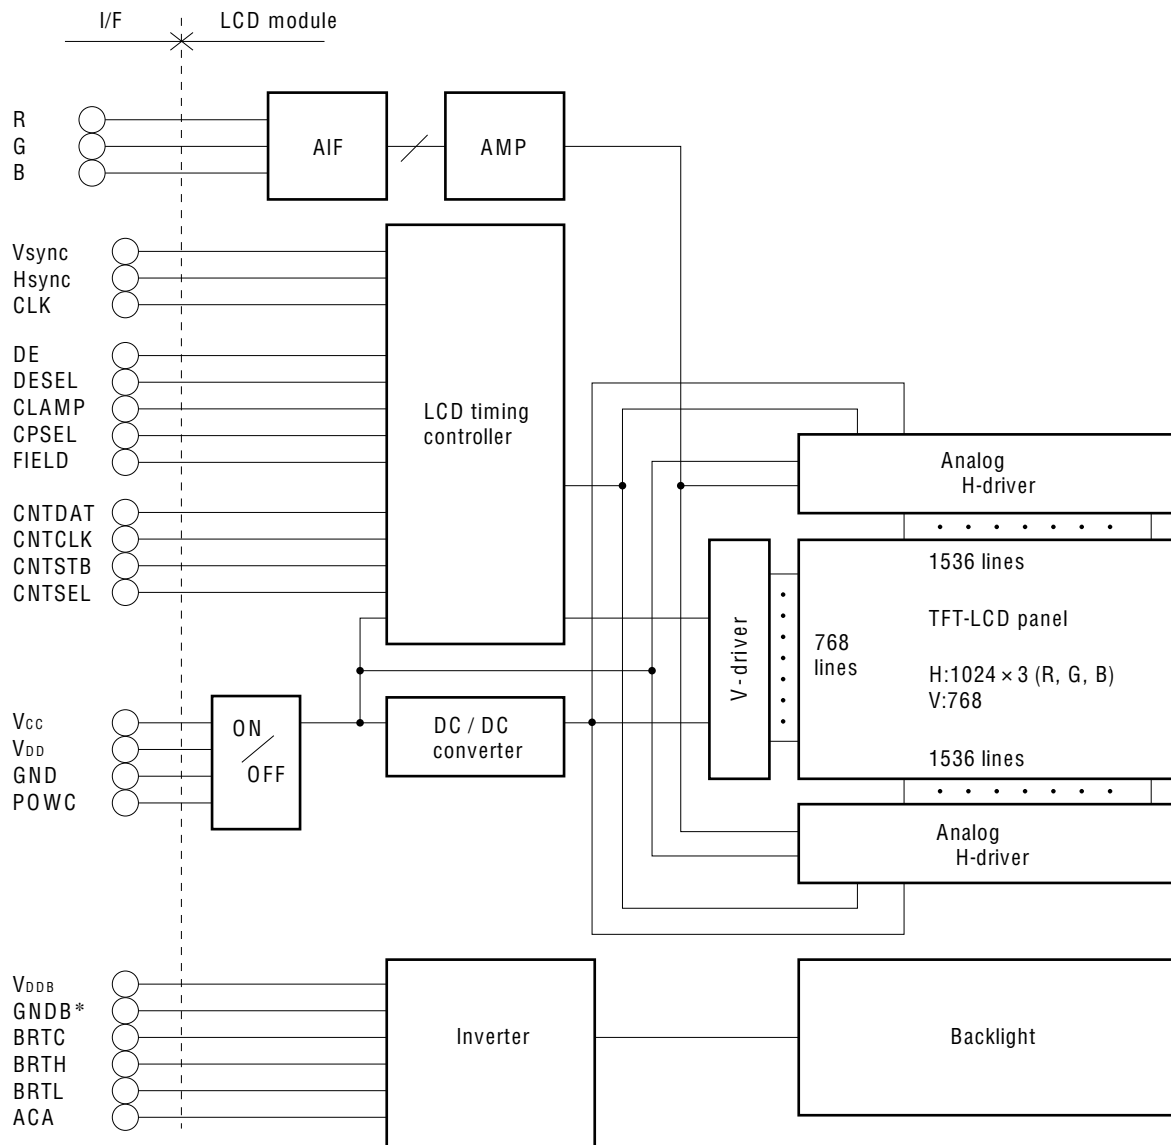 I/F
LCD module
R
G
B
AIF
AMP
Vsync
Hsync
CLK
DE
DESEL
CLAMP
CPSEL
FIELD
CNTDAT
CNTCLK
CNTSTB
CNTSEL
LCD timing
controller
Analog
H-driver
1536 lines
TFT-LCD panel
768
lines
H:1024 × 3 (R, G, B)
V:768
1536 lines
V-driver
VCC
VDD
GND
POWC
ON
OFF
DC / DC
converter
Analog
H-driver
VDDB
GNDB*
BRTC
BRTH
BRTL
ACA
Inverter
Backlight